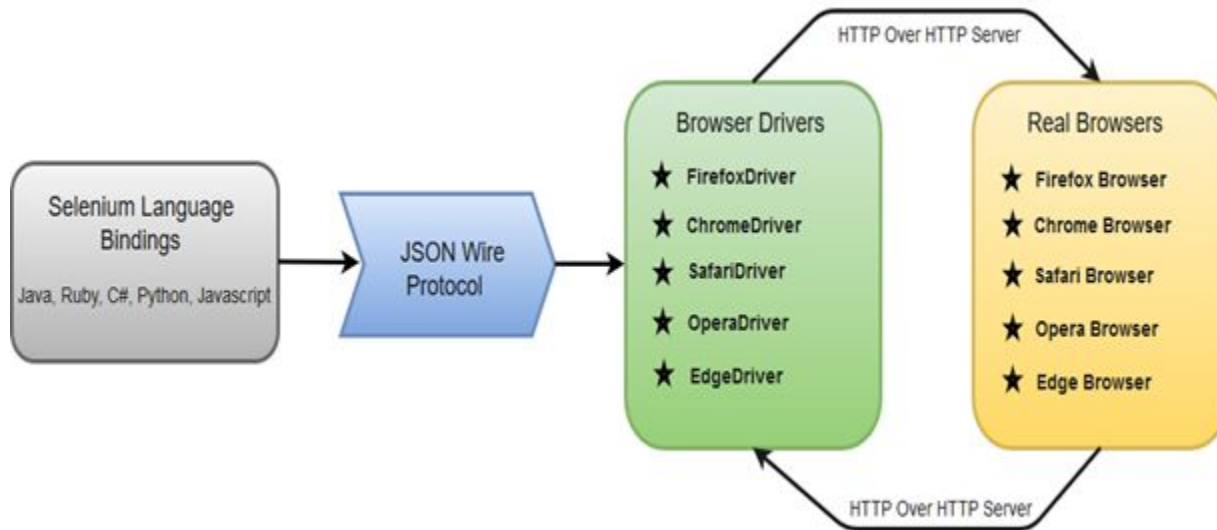 HTTP Over HTTP Server
Selenium Language
Bindings
Java, Ruby, C#, Python, Javascript
JSON Wire
Protocol
Browser Drivers
FirefoxDriver
ChromeDriver
SafariDriver
OperaDriver
EdgeDriver
Real Browsers
Firefox Browser
Chrome Browser
Safari Browser
Opera Browser
Edge Browser
HTTP Over HTTP Server